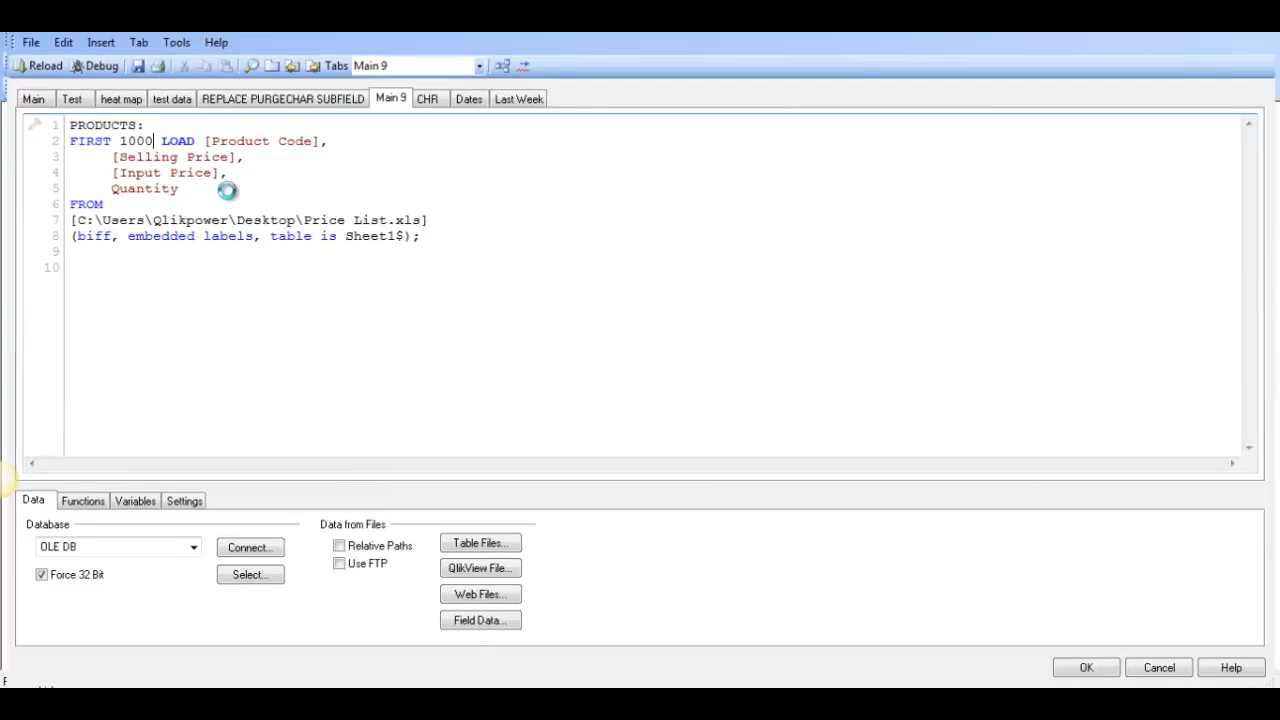 File Edit Insert Tab Tools Help
Reload Debug Tabs Main 9
Main Test heat map test data REPLACE PURGECHAR SUBFIELD Main 9 CHR Dates Last Week
1 PRODUCTS:
2 FIRST 1000 LOAD [Product Code],
3 [Selling Price],
4 [Input Price],
5 Quantity
6 FROM
7 [C:\Users\Qlikpower\Desktop\Price List.xls]
8 (biff, embedded labels, table is Sheet1$);
9
10
Data Functions Variables Settings
Database Data from Files
OLE DB Connect... Relative Paths Table Files...
Use FTP QlikView File...
Force 32 Bit Select...
Web Files...
Field Data...
OK Cancel Help